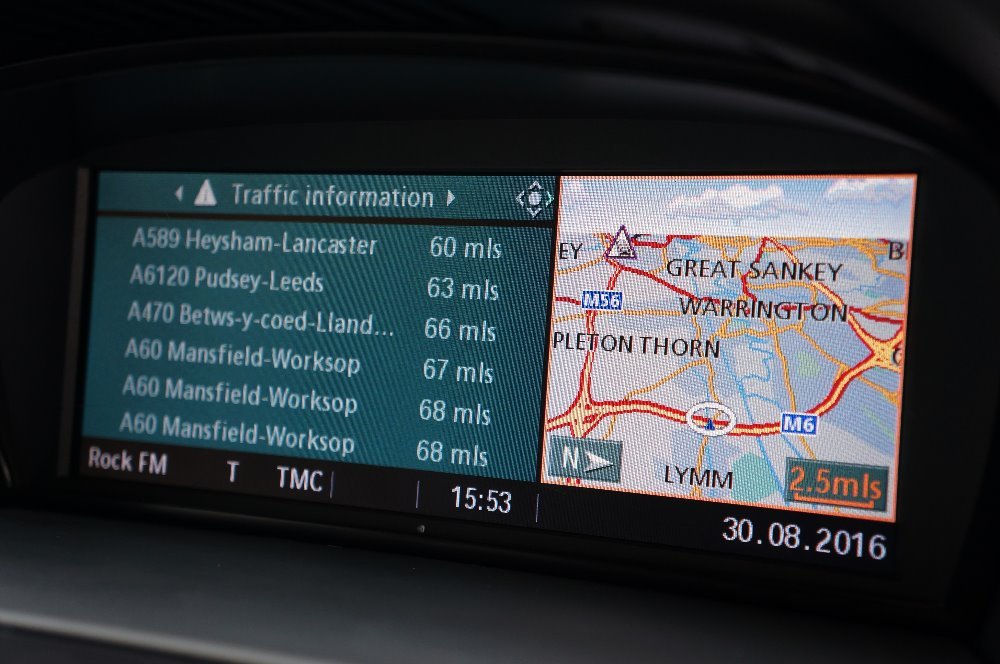 Traffic information
A589 Heysham-Lancaster 60 mls
A6120 Pudsey-Leeds 63 mls
A470 Betws-y-coed-Lland... 66 mls
A60 Mansfield-Worksop 67 mls
A60 Mansfield-Worksop 68 mls
A60 Mansfield-Worksop 68 mls
Rock FM T TMC 15:53 30.08.2016
EY
B
GREAT SANKEY
M56
WARRINGTON
PLETON THORN
6
M6
N
LYMM
2.5mls